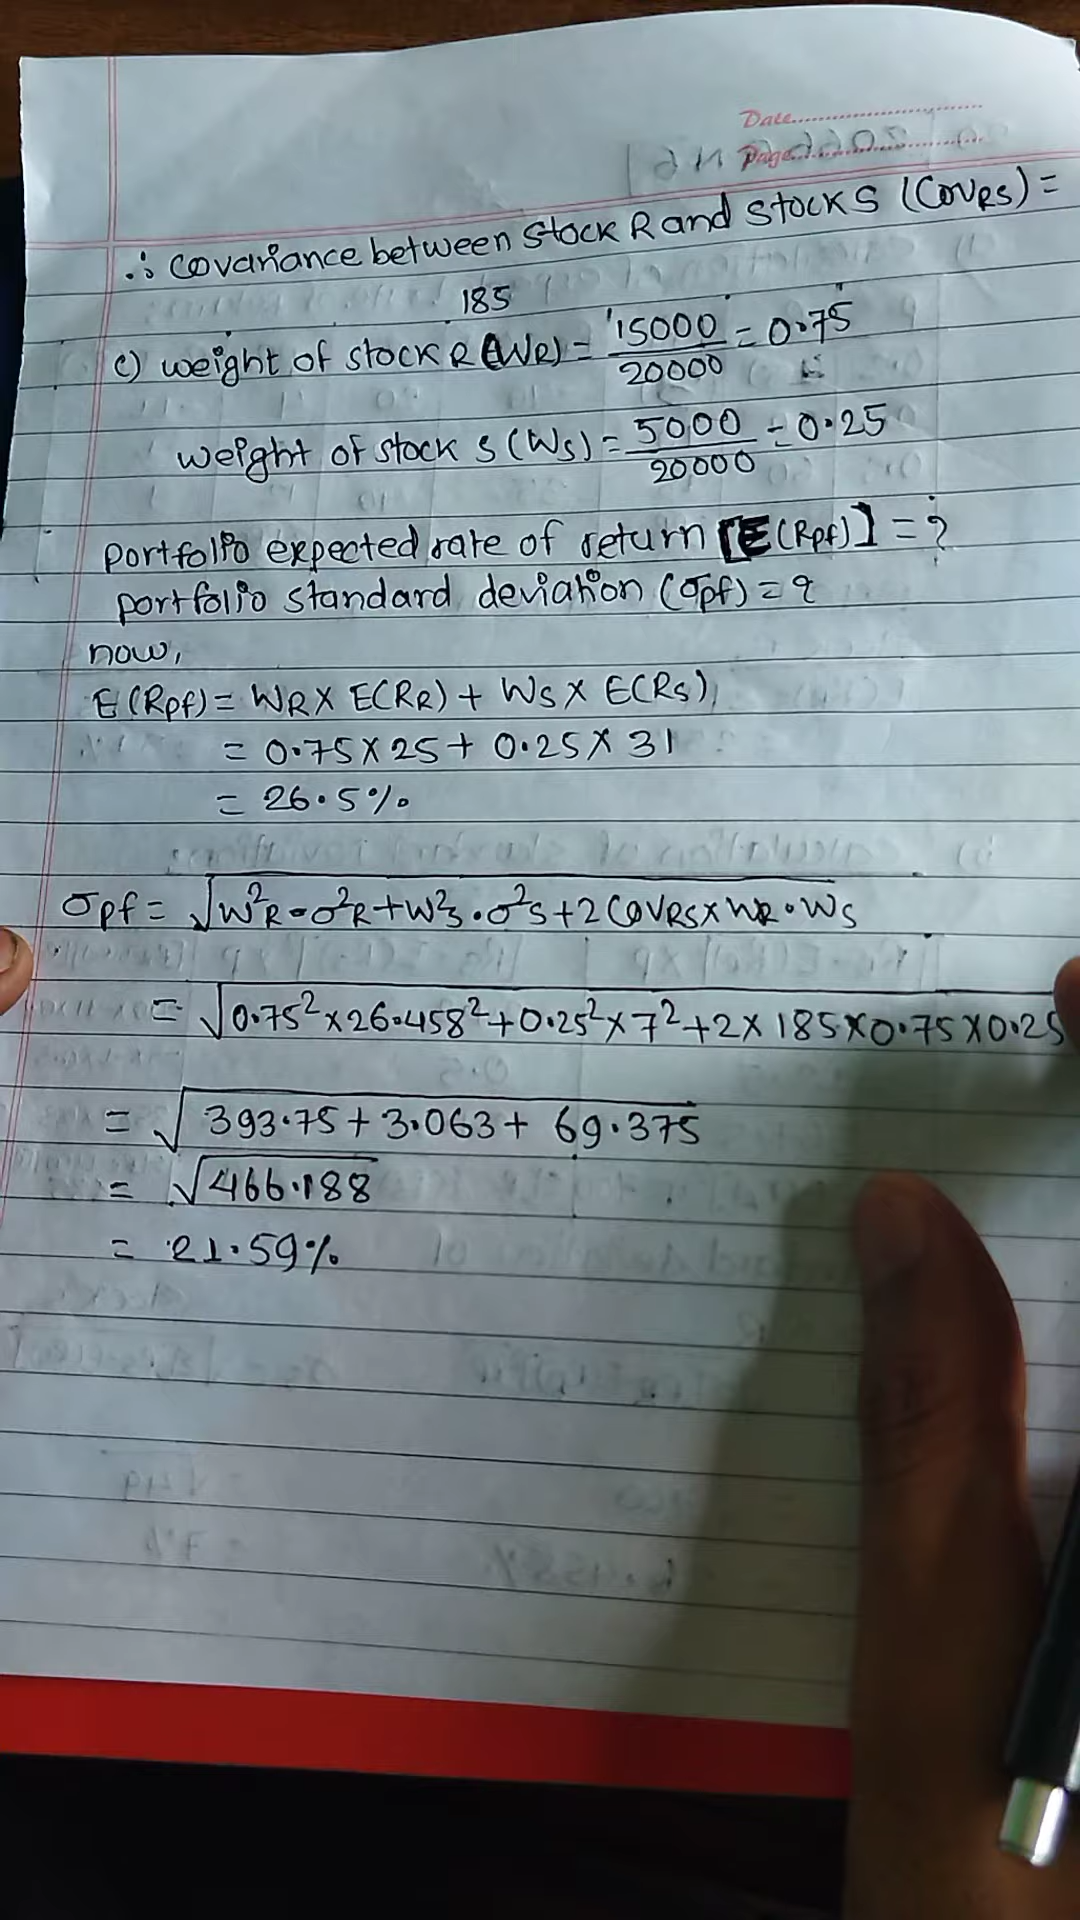 Date..............................
Page..............................
∴ covariance between stock R and stock S (CovRS) =
185
c) weight of stock R (WR) = 15000/20000 = 0.75
weight of stock S (WS) = 5000/20000 = 0.25
portfolio expected rate of return [E(Rpf)] = ?
portfolio standard deviation (σpf) = ?
now,
E(Rpf) = WR X E(RR) + WS X E(RS)
= 0.75 X 25 + 0.25 X 31
= 26.5%
σpf = √W²R · σ²R + W²S · σ²S + 2 CovRS x WR · WS
= √0.75² x 26.458² + 0.25² x 7² + 2 x 185 x 0.75 x 0.25
= √393.75 + 3.063 + 69.375
= √466.188
= 21.59%